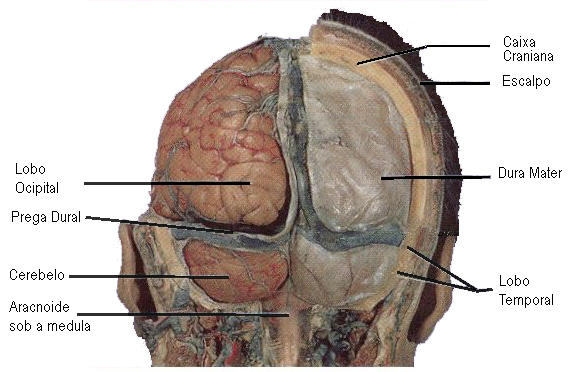 Caixa
Craniana
Escalpo
Lobo
Ocipital
Dura Mater
Prega Dural
Cerebelo
Lobo
Temporal
Aracnoide
sob a medula